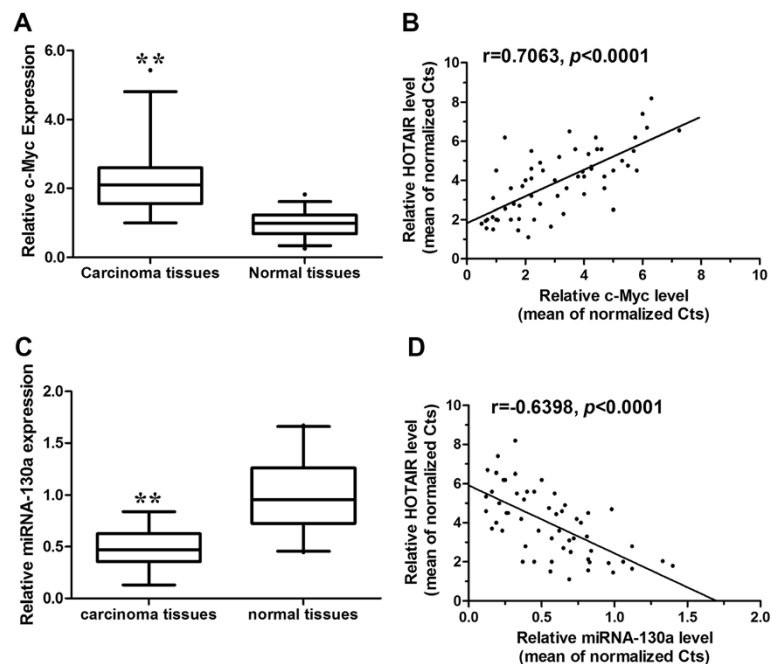 A
Relative c-Myc Expression
6.0
4.0
2.0
0.0
**
Carcinoma tissues
Normal tissues
B
r=0.7063, p<0.0001
Relative HOTAIR level
(mean of normalized Cts)
10
8
6
4
2
0
0
2
4
6
8
10
Relative c-Myc level
(mean of normalized Cts)
C
Relative miRNA-130a expression
2.0
1.5
1.0
0.5
0.0
**
carcinoma tissues
normal tissues
D
r=-0.6398, p<0.0001
Relative HOTAIR level
(mean of normalized Cts)
10
8
6
4
2
0
0.0
0.5
1.0
1.5
2.0
Relative miRNA-130a level
(mean of normalized Cts)